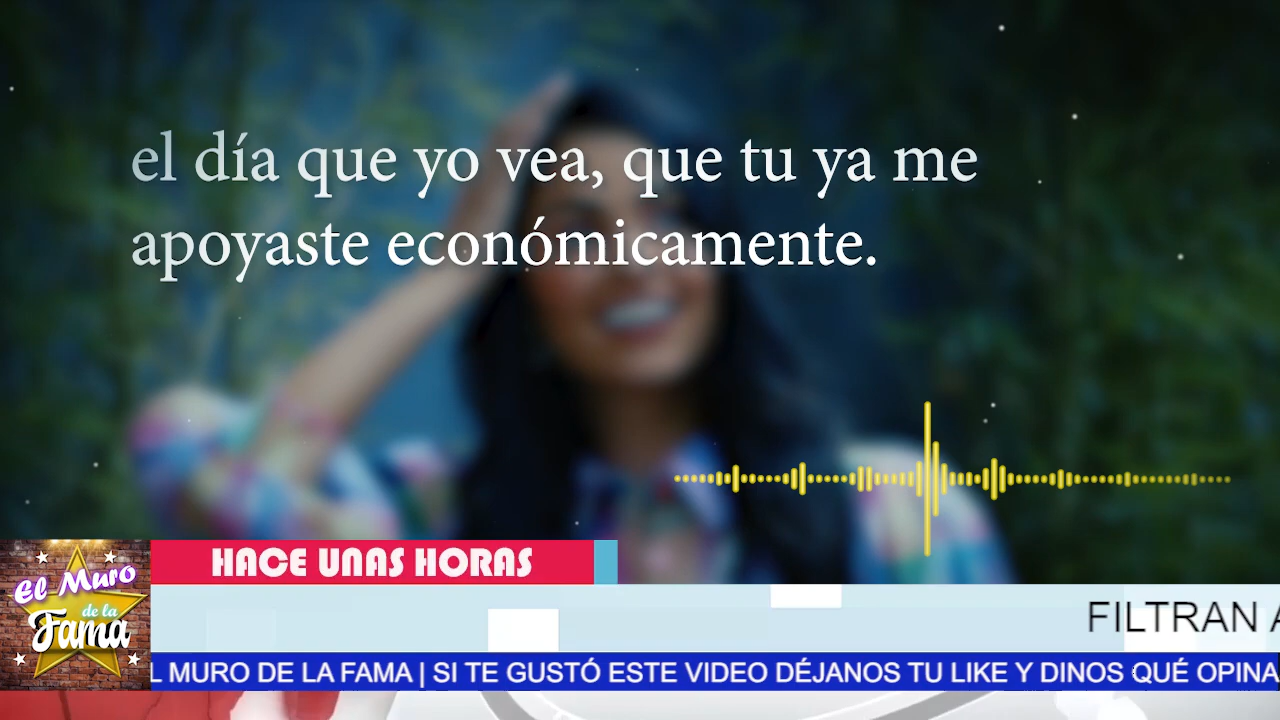 el día que yo vea, que tu ya me
apoyaste económicamente.
HACE UNAS HORAS
El Muro
de la
Fama
FILTRAN
L MURO DE LA FAMA | SI TE GUSTÓ ESTE VIDEO DÉJANOS TU LIKE Y DINOS QUÉ OPINA